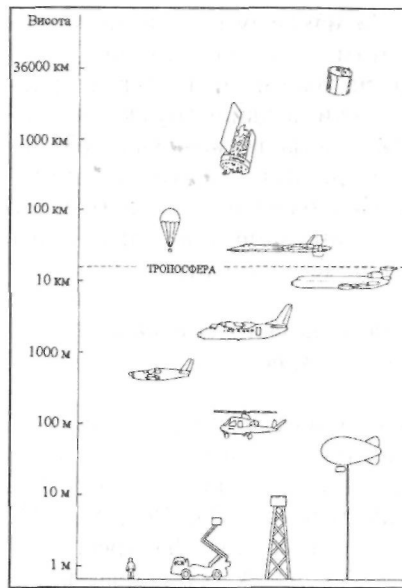 Висота
36000 км
1000 км
100 км
ТРОПОСФЕРА
10 км
1000 м
100 м
10 м
1 м